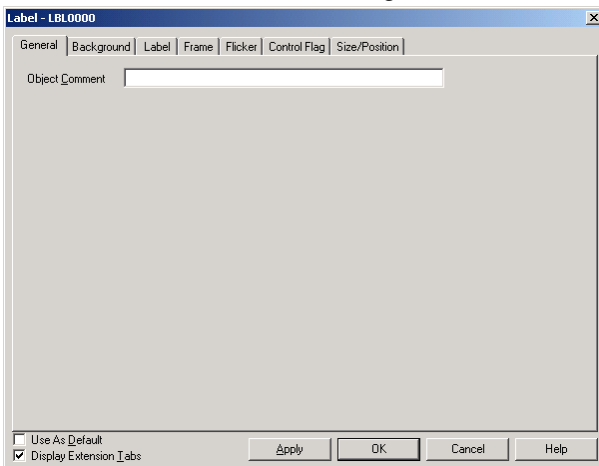 Label - LBL0000
General Background Label Frame Flicker Control Flag Size/Position
Object Comment
Use As Default
Display Extension Tabs
Apply OK Cancel Help